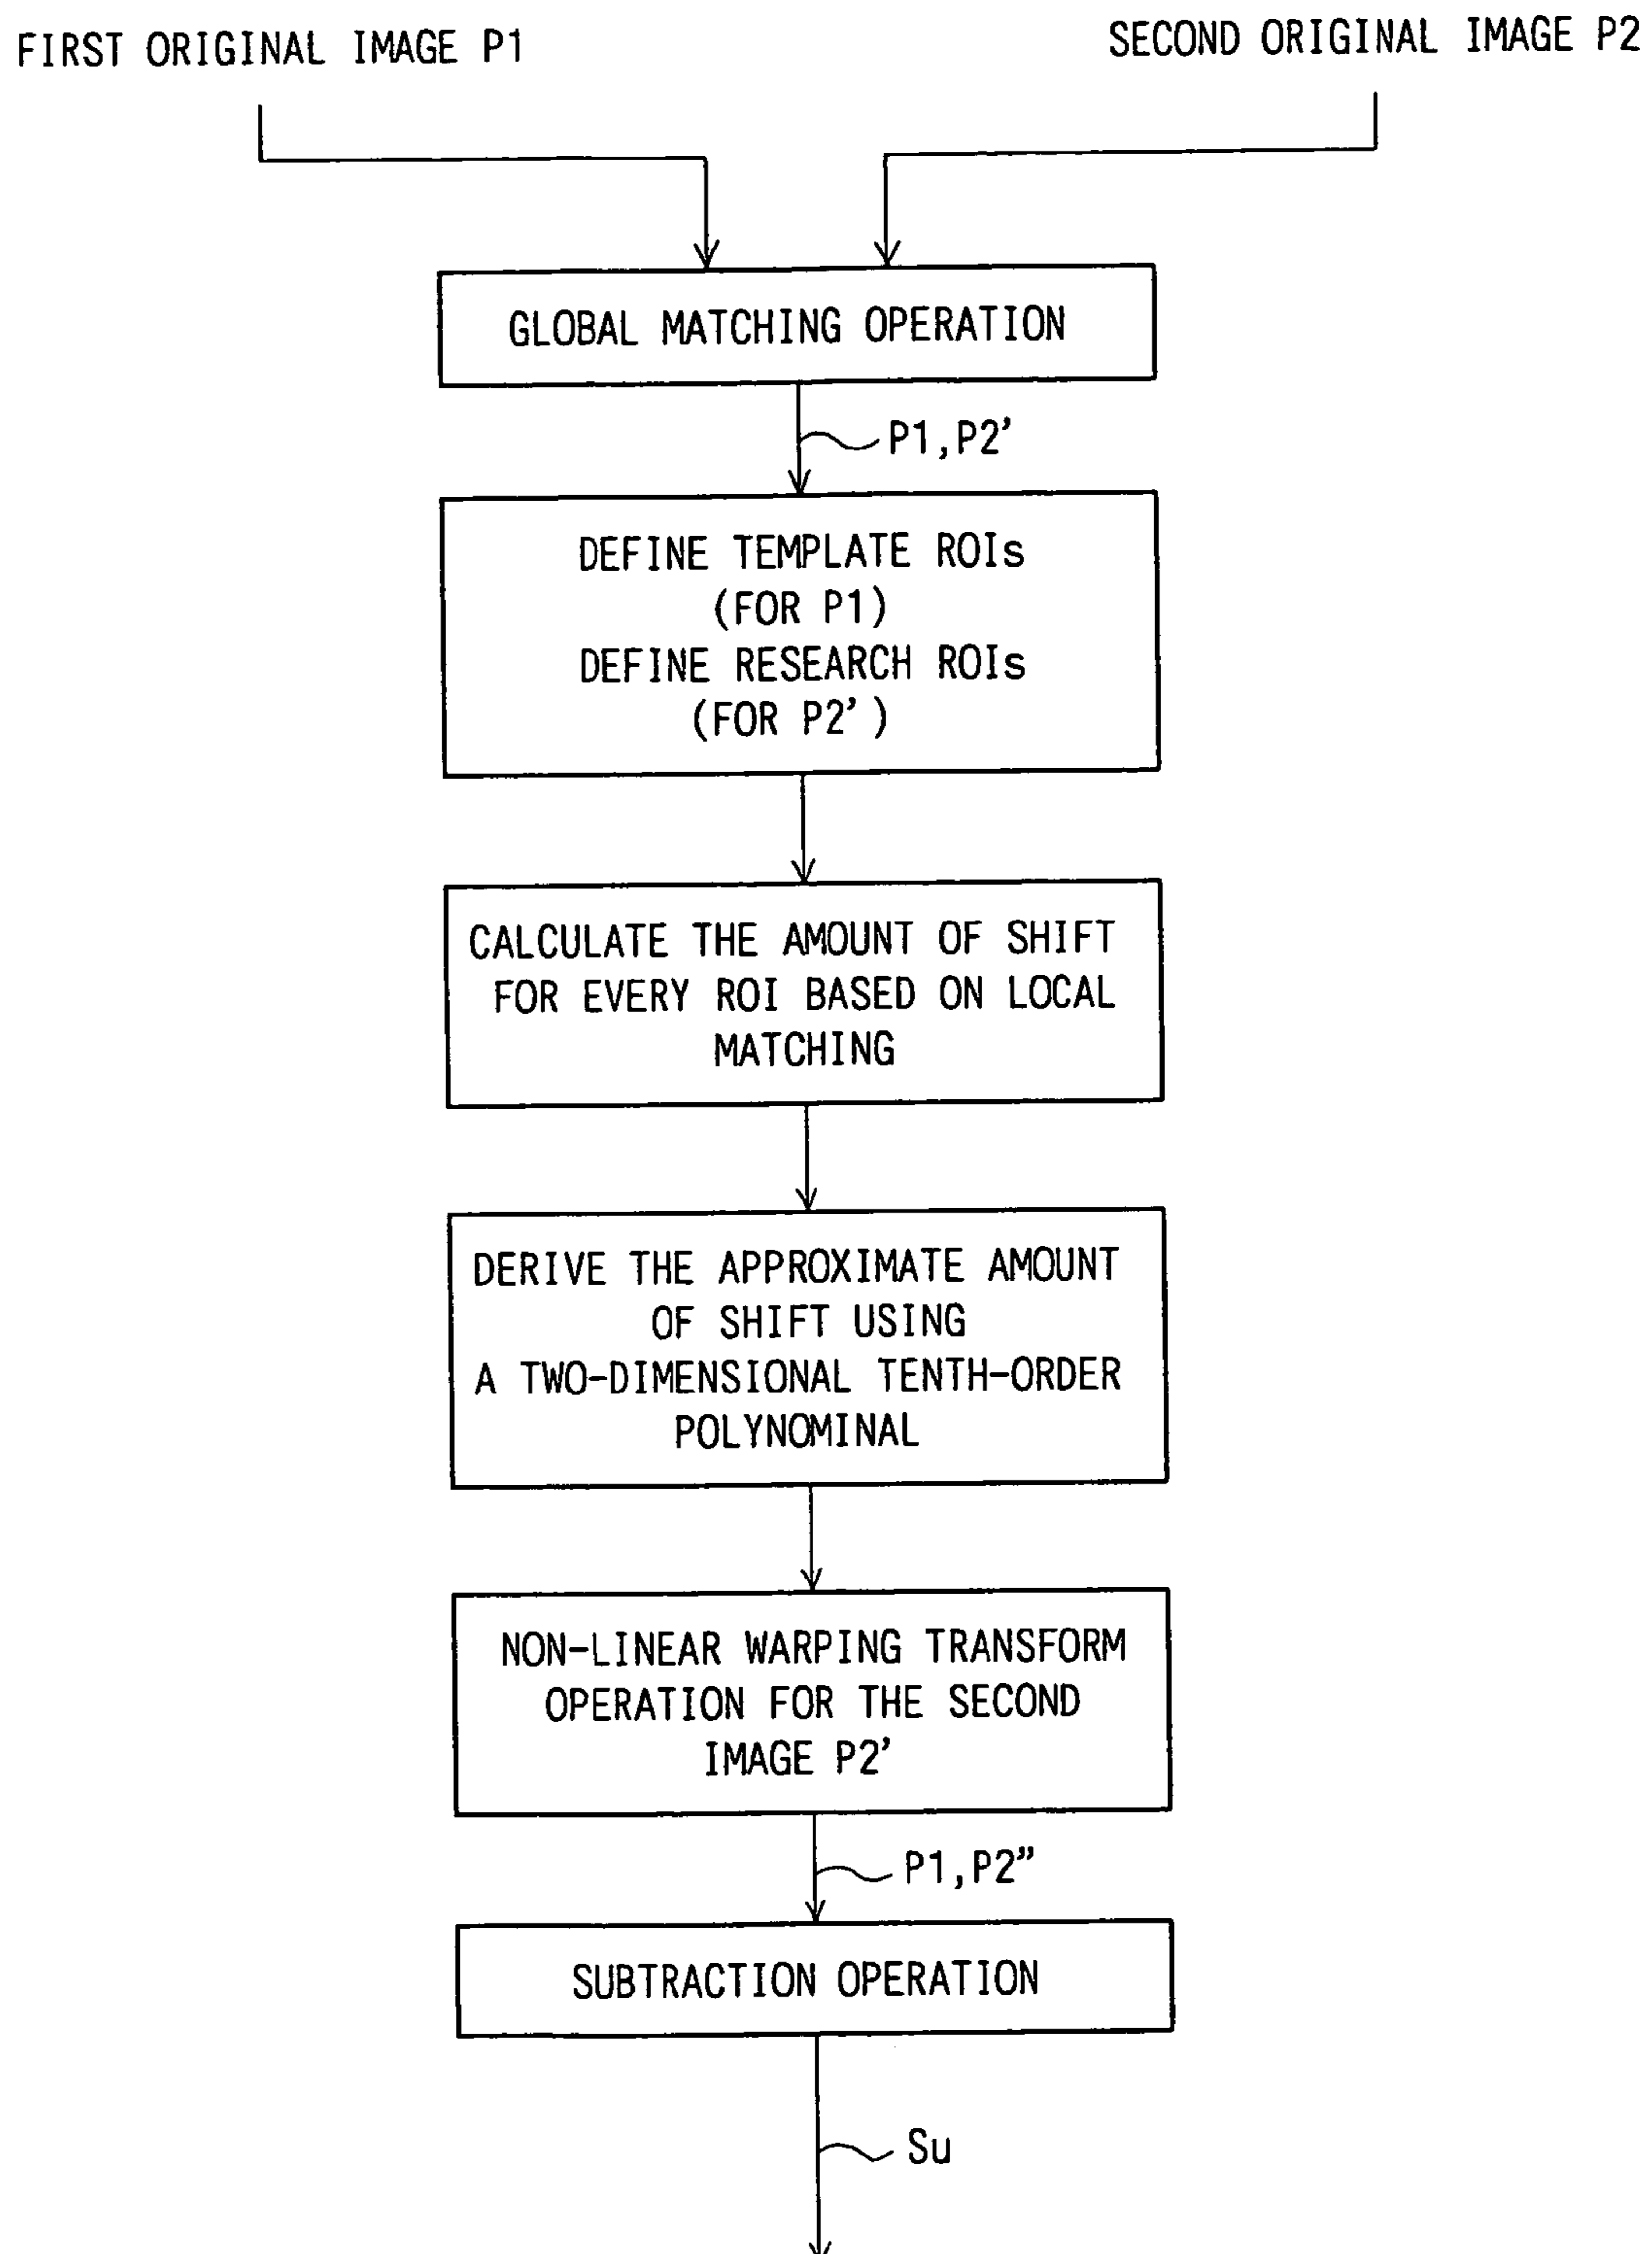 FIRST ORIGINAL IMAGE P1
SECOND ORIGINAL IMAGE P2
GLOBAL MATCHING OPERATION
P1,P2'
DEFINE TEMPLATE ROIs
(FOR P1)
DEFINE RESEARCH ROIs
(FOR P2')
CALCULATE THE AMOUNT OF SHIFT
FOR EVERY ROI BASED ON LOCAL
MATCHING
DERIVE THE APPROXIMATE AMOUNT
OF SHIFT USING
A TWO-DIMENSIONAL TENTH-ORDER
POLYNOMINAL
NON-LINEAR WARPING TRANSFORM
OPERATION FOR THE SECOND
IMAGE P2'
P1,P2”
SUBTRACTION OPERATION
Su